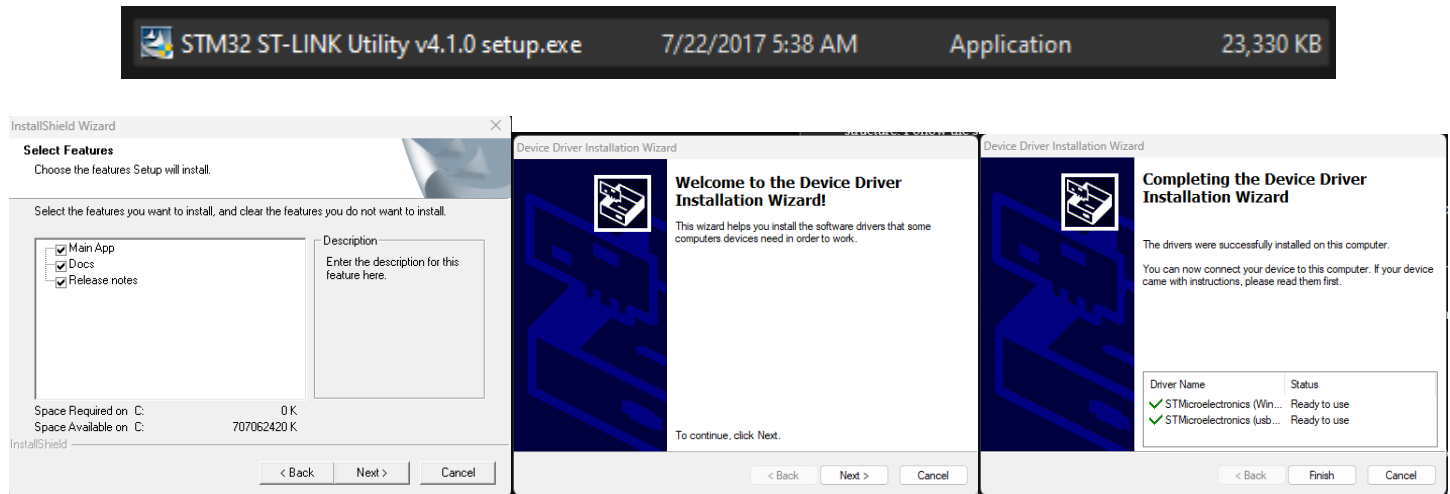 STM32 ST-LINK Utility v4.1.0 setup.exe 7/22/2017 5:38 AM Application 23,330 KB
InstallShield Wizard
Select Features
Choose the features Setup will install.
Select the features you want to install, and clear the features you do not want to install.
Main App
Docs
Release notes
Description
Enter the description for this
feature here.
Space Required on C: 0 K
Space Available on C: 707062420 K
InstallShield
< Back Next > Cancel
Device Driver Installation Wizard
Welcome to the Device Driver
Installation Wizard!
This wizard helps you install the software drivers that some
computers devices need in order to work.
To continue, click Next.
< Back Next > Cancel
Device Driver Installation Wizard
Completing the Device Driver
Installation Wizard
The drivers were successfully installed on this computer.
You can now connect your device to this computer. If your device
came with instructions, please read them first.
Driver Name Status
STMicroelectronics (Win... Ready to use
STMicroelectronics (usb... Ready to use
< Back Finish Cancel